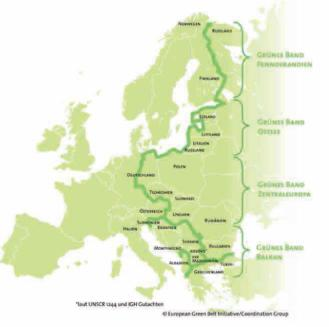 NORWEGEN
RUSSLAND
GRÜNES BAND
FENNOSKANDIEN
FINNLAND
ESTLAND
GRÜNES BAND
OSTSEE
LETTLAND
LITAUEN
RUSSLAND
POLEN
DEUTSCHLAND
GRÜNES BAND
ZENTRALEUROPA
TSCHECHIEN
SLOWAKEI
ÖSTERREICH
UNGARN
SLOWENIEN
RUMÄNIEN
KROATIEN
ITALIEN
SERBIEN
GRÜNES BAND
BALKAN
BULGARIEN
MONTENEGRO
KOSOVO*
MAZEDONIEN
ALBANIEN
TÜRKEI
GRIECHENLAND
*laut UNSCR 1244 und IGH Gutachten
© European Green Belt Initiative/Coordination Group